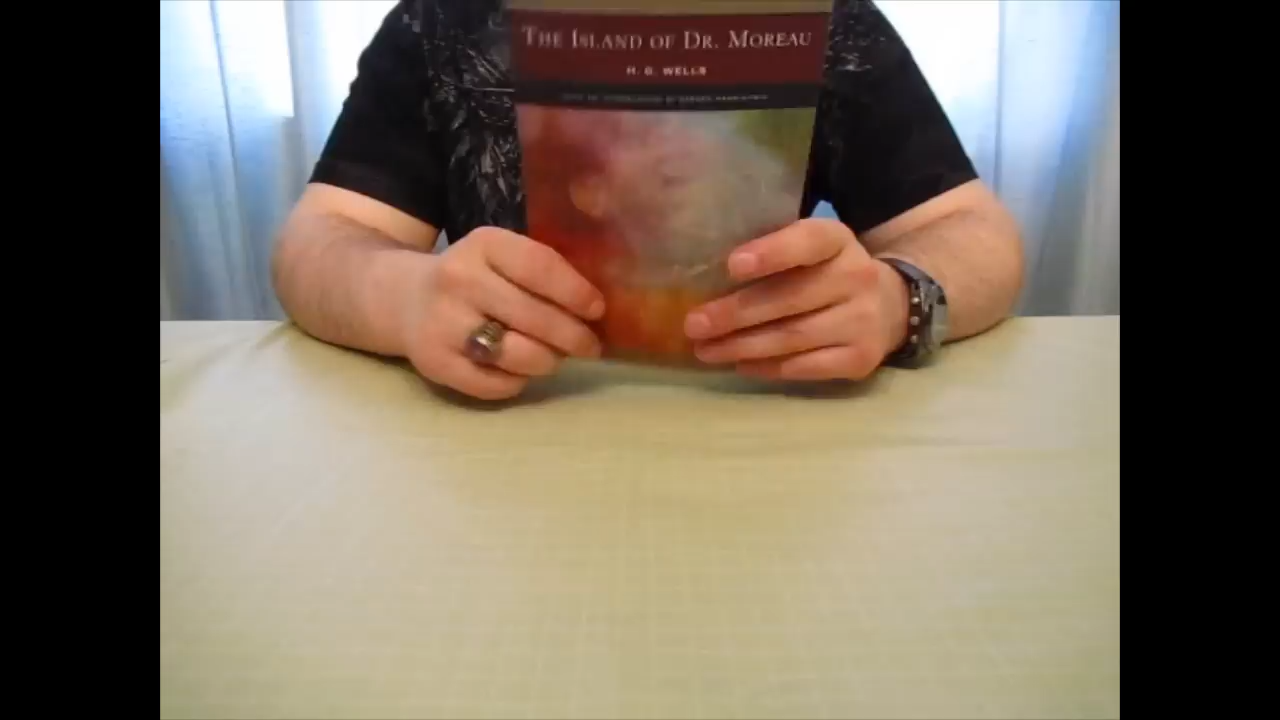 THE ISLAND OF DR. MOREAU
H. G. WELLS